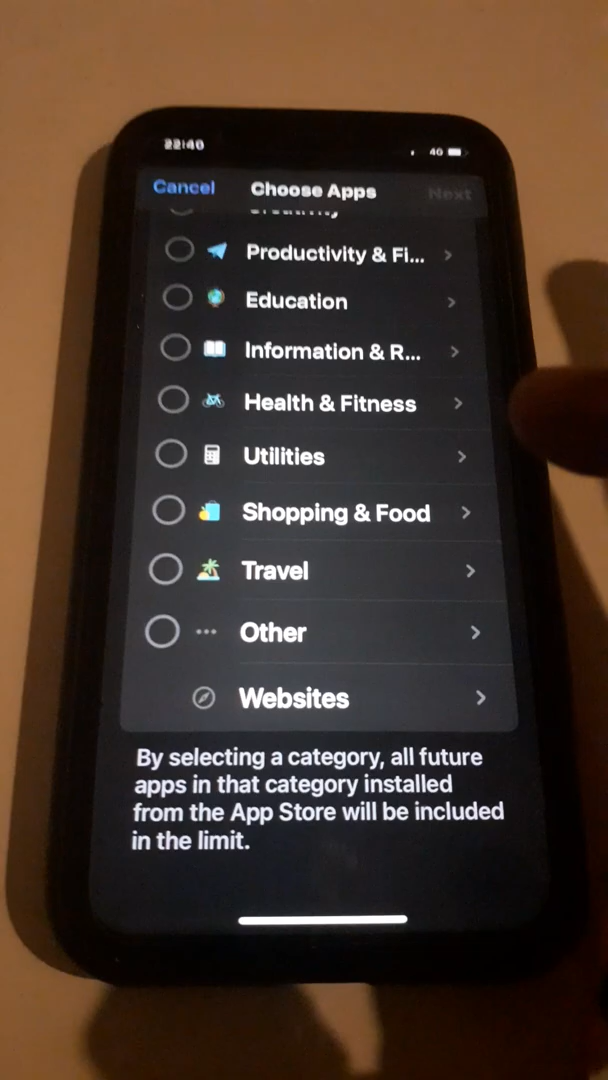 22:40
4G
Cancel
Choose Apps
Next
Productivity & Fi...
Education
Information & R...
Health & Fitness
Utilities
Shopping & Food
Travel
Other
Websites
By selecting a category, all future
apps in that category installed
from the App Store will be included
in the limit.